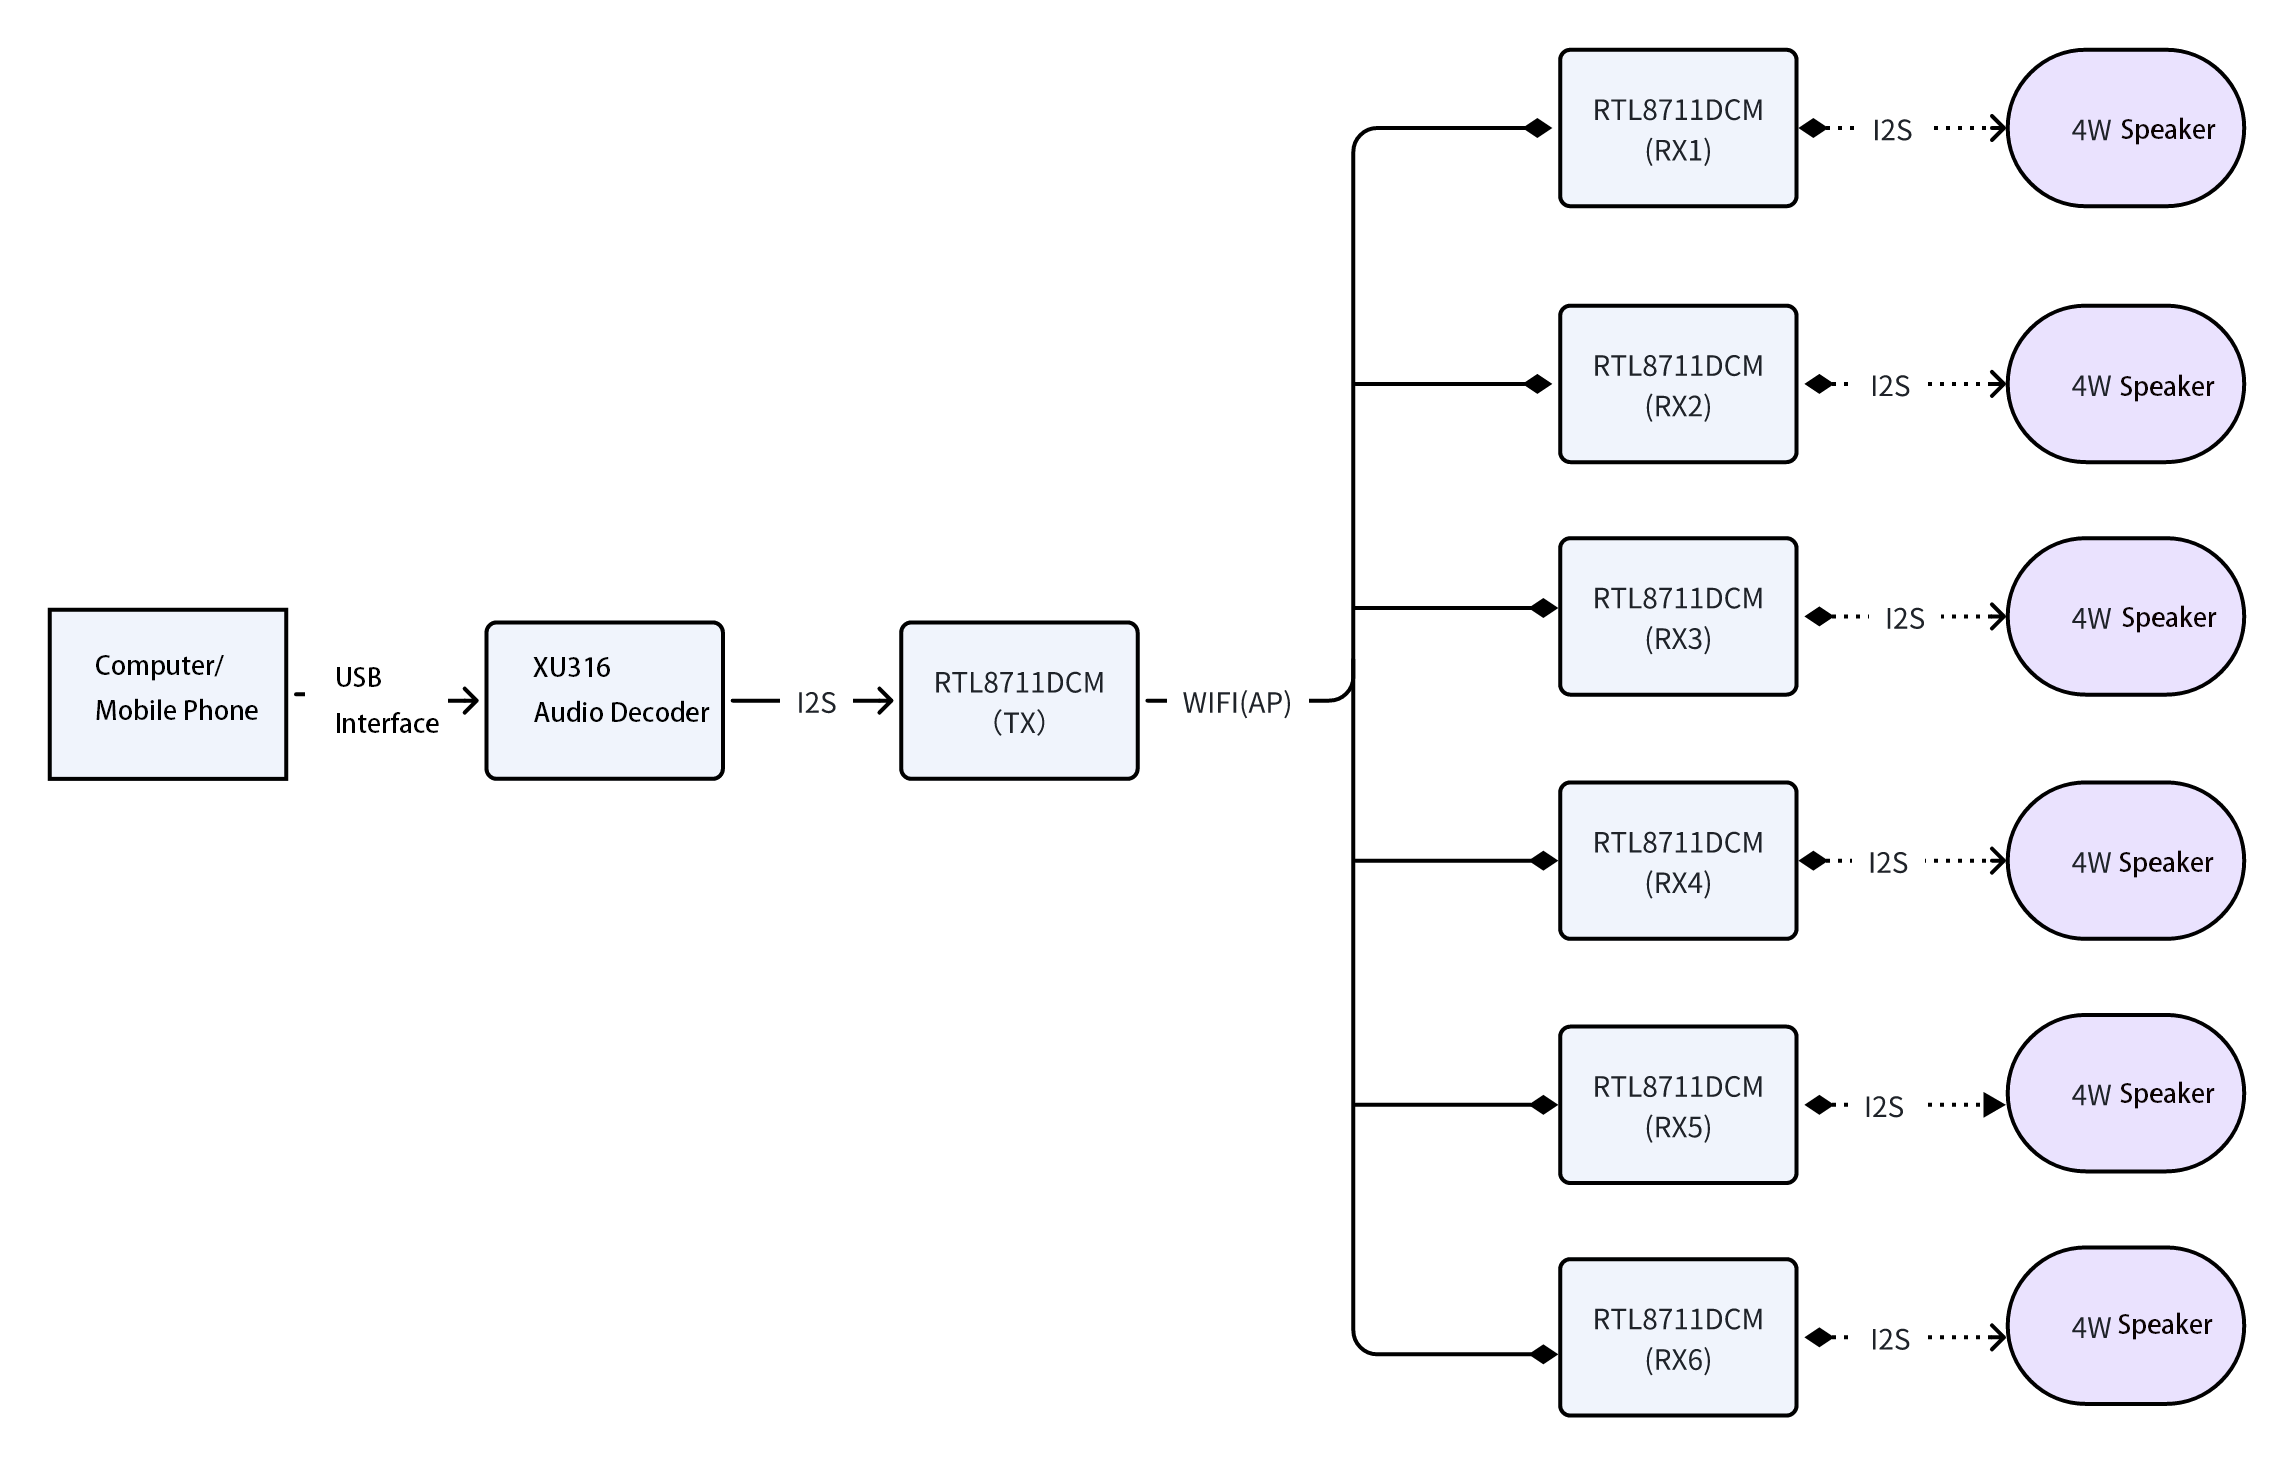 Computer/
Mobile Phone
USB
Interface
XU316
Audio Decoder
I2S
RTL8711DCM
（TX）
WIFI(AP)
RTL8711DCM
(RX1)
I2S
4W Speaker
RTL8711DCM
(RX2)
I2S
4W Speaker
RTL8711DCM
(RX3)
I2S
4W Speaker
RTL8711DCM
(RX4)
I2S
4W Speaker
RTL8711DCM
(RX5)
I2S
4W Speaker
RTL8711DCM
(RX6)
I2S
4W Speaker